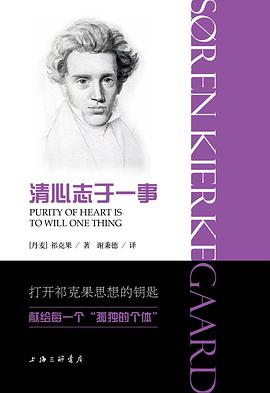 SØREN KIERKEGAARD
清心志于一事
PURITY OF HEART IS
TO WILL ONE THING
[丹麦] 祁克果 / 著 谢秉德 / 译
打开祁克果思想的钥匙
献给每一个“孤独的个体”
上海三联书店